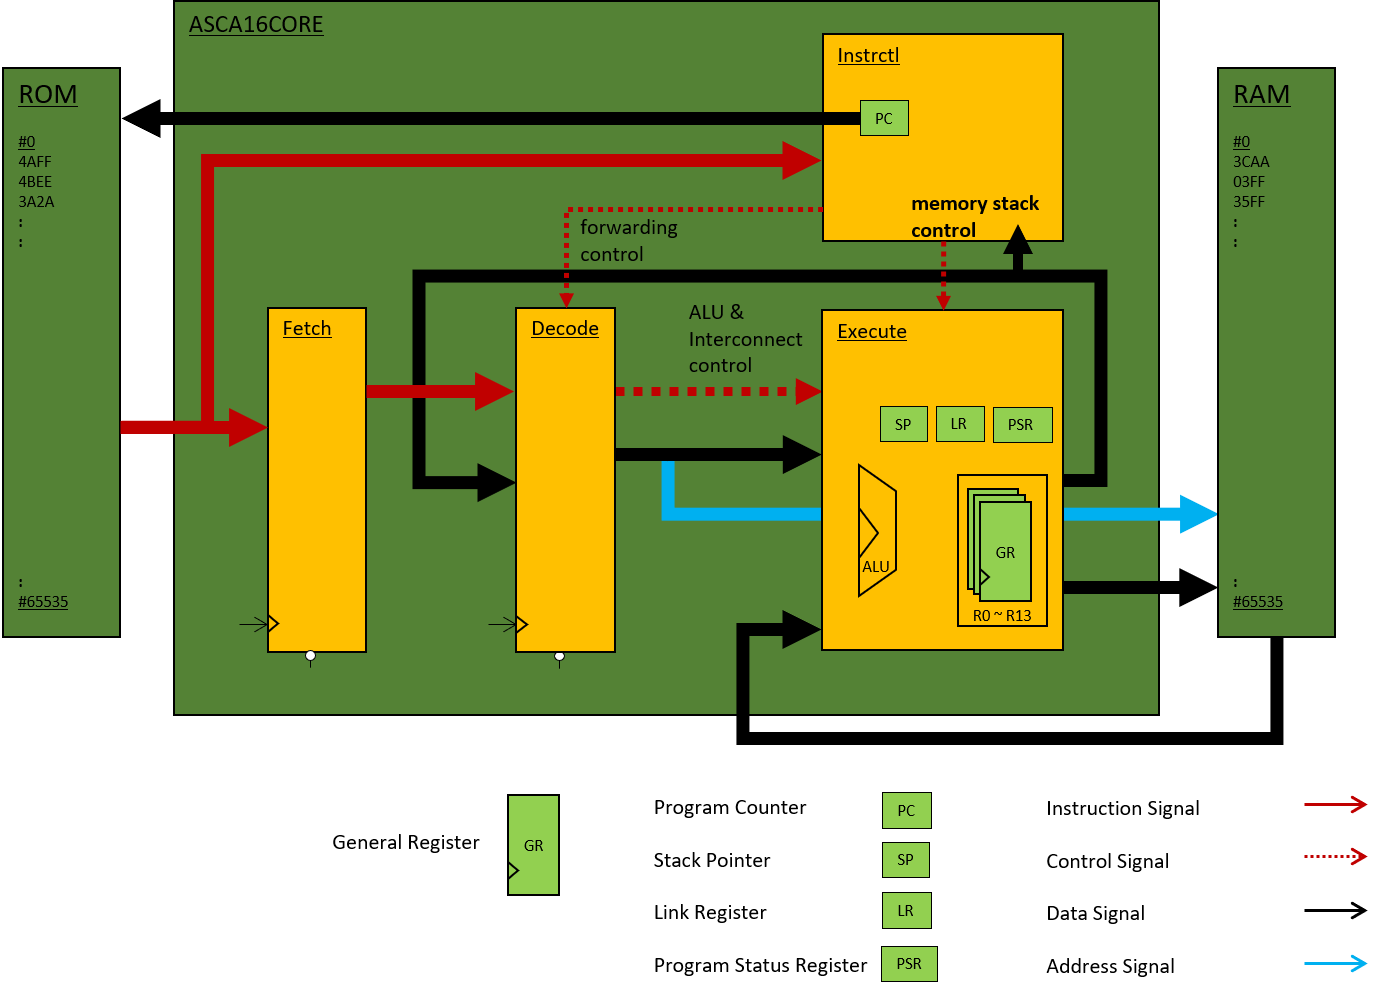 ASCA16CORE
ROM
#0
4AFF
4BEE
3A2A
:
:
:
#65535
Instrctl
PC
memory stack
control
forwarding
control
Fetch
Decode
ALU &
Interconnect
control
Execute
SP
LR
PSR
ALU
GR
R0 ~ R13
RAM
#0
3CAA
03FF
35FF
:
:
:
#65535
General Register
GR
Program Counter
PC
Stack Pointer
SP
Link Register
LR
Program Status Register
PSR
Instruction Signal
Control Signal
Data Signal
Address Signal